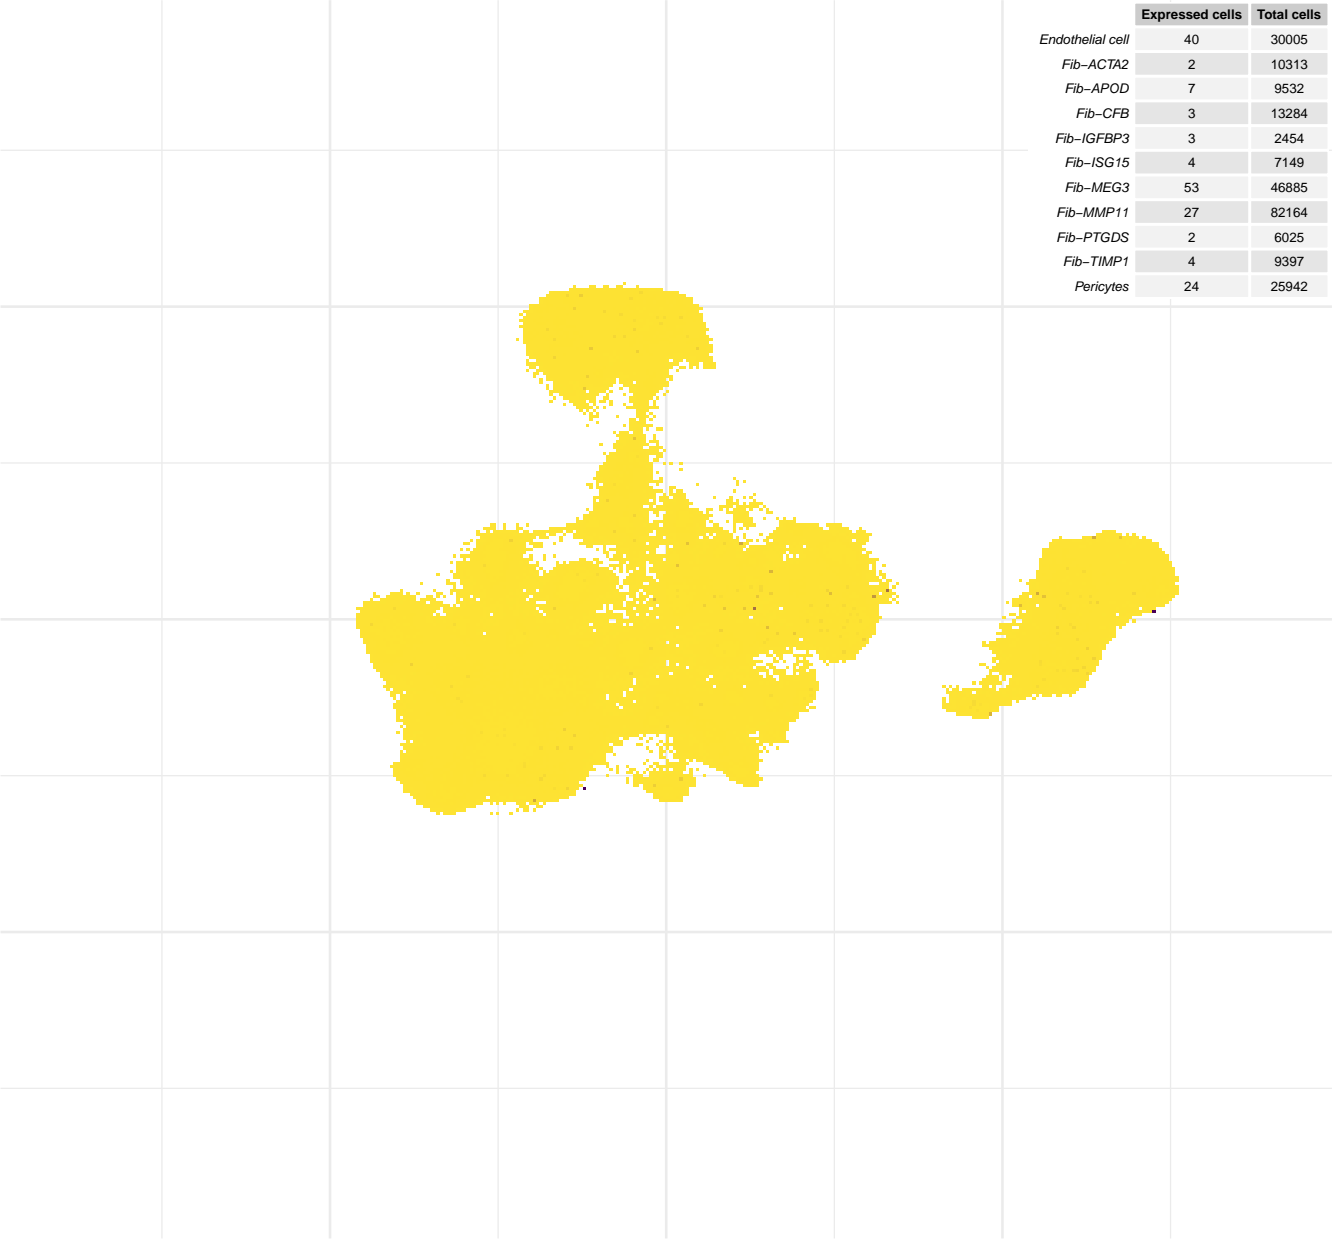 Expressed cells Total cells
Endothelial cell 40 30005
Fib−ACTA2 2 10313
Fib−APOD 7 9532
Fib−CFB 3 13284
Fib−IGFBP3 3 2454
Fib−ISG15 4 7149
Fib−MEG3 53 46885
Fib−MMP11 27 82164
Fib−PTGDS 2 6025
Fib−TIMP1 4 9397
Pericytes 24 25942